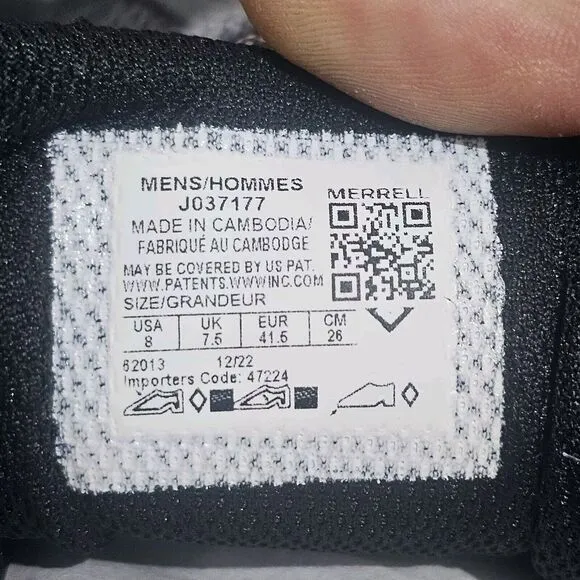 MENS/HOMMES
J037177
MERRELL
MADE IN CAMBODIA/
FABRIQUÉ AU CAMBODGE
MAY BE COVERED BY US PAT.
WWW.PATENTS.WWWINC.COM
SIZE/GRANDEUR
USA UK EUR CM
8 7.5 41.5 26
62013 12/22
Importers Code: 47224